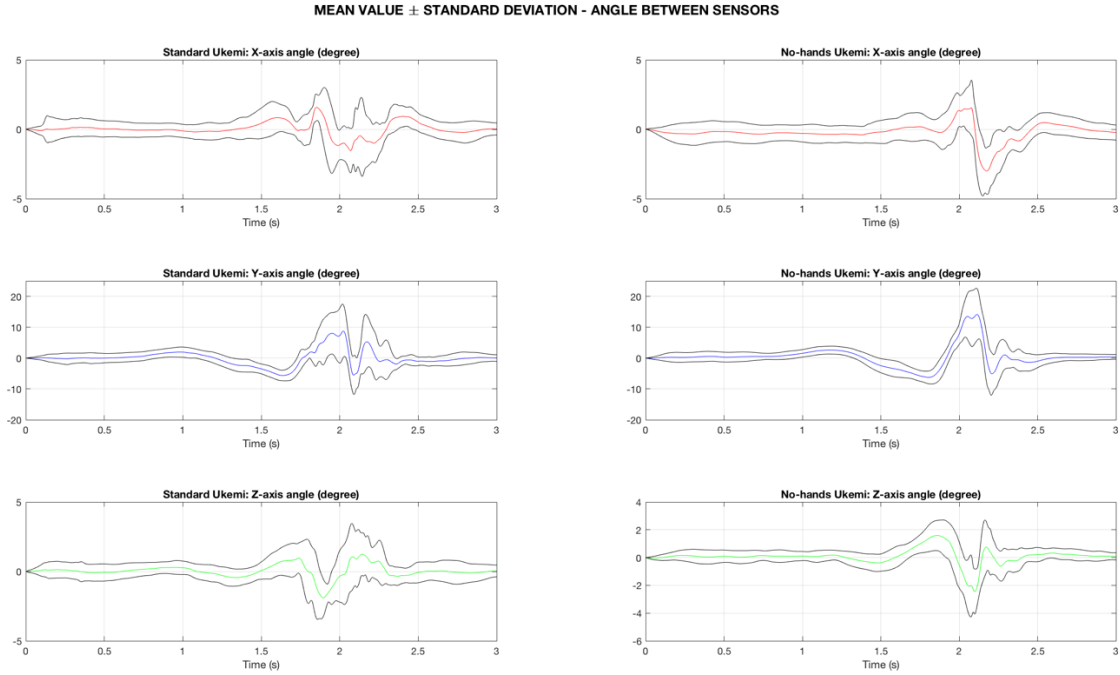 MEAN VALUE ± STANDARD DEVIATION - ANGLE BETWEEN SENSORS
Standard Ukemi: X-axis angle (degree)
5
0
-5
0 0.5 1 1.5 2 2.5 3
Time (s)
No-hands Ukemi: X-axis angle (degree)
5
0
-5
0 0.5 1 1.5 2 2.5 3
Time (s)
Standard Ukemi: Y-axis angle (degree)
20
10
0
-10
-20
0 0.5 1 1.5 2 2.5 3
Time (s)
No-hands Ukemi: Y-axis angle (degree)
20
10
0
-10
-20
0 0.5 1 1.5 2 2.5 3
Time (s)
Standard Ukemi: Z-axis angle (degree)
5
0
-5
0 0.5 1 1.5 2 2.5 3
Time (s)
No-hands Ukemi: Z-axis angle (degree)
4
2
0
-2
-4
-6
0 0.5 1 1.5 2 2.5 3
Time (s)